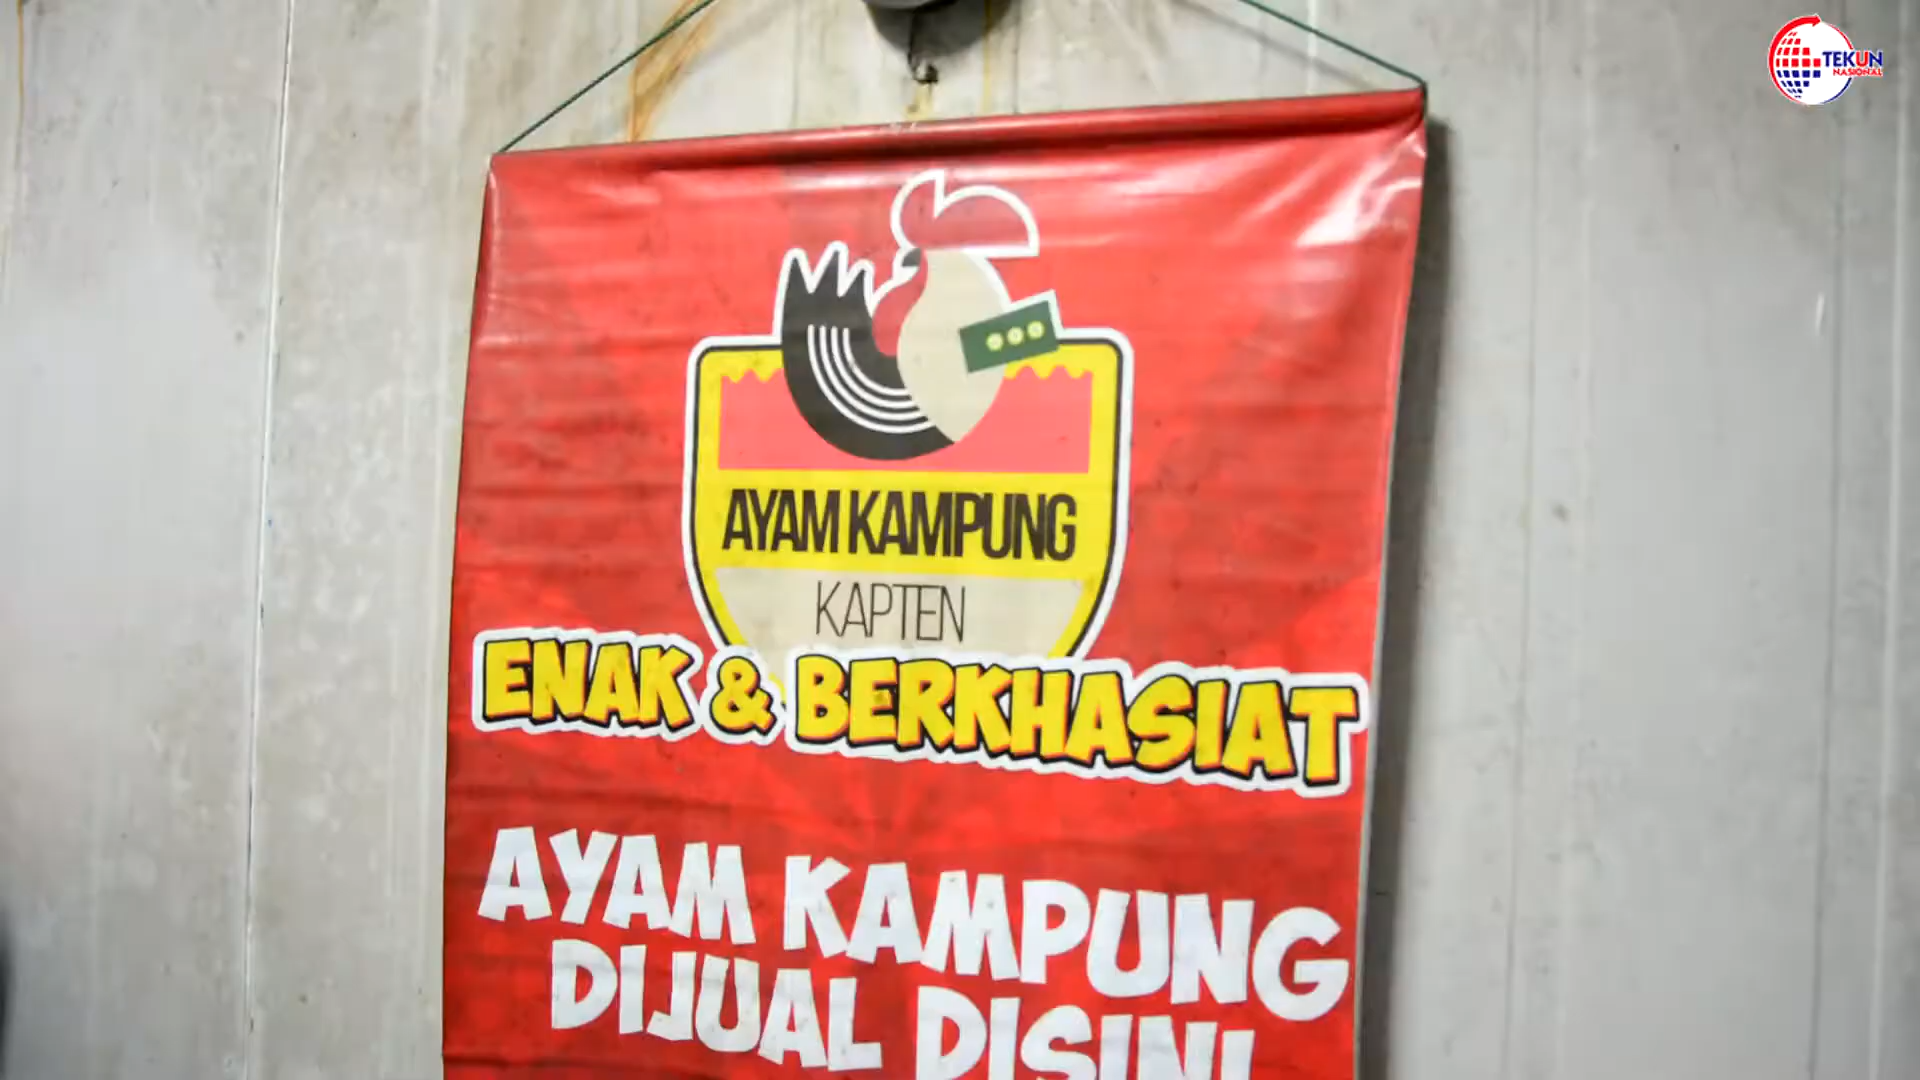 TEKUN
NASIONAL
AYAM KAMPUNG
KAPTEN
ENAK & BERKHASIAT
AYAM KAMPUNG
DIJUAL DISINI